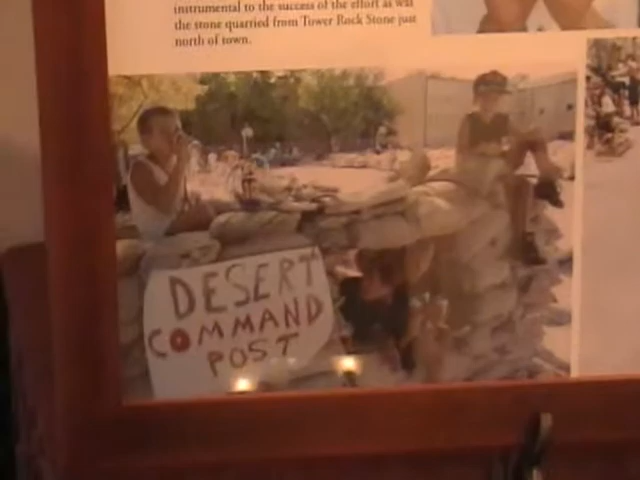 instrumental to the success of the effort as was
the stone quarried from Tower Rock Stone just
north of town.
DESERT
COMMAND
POST